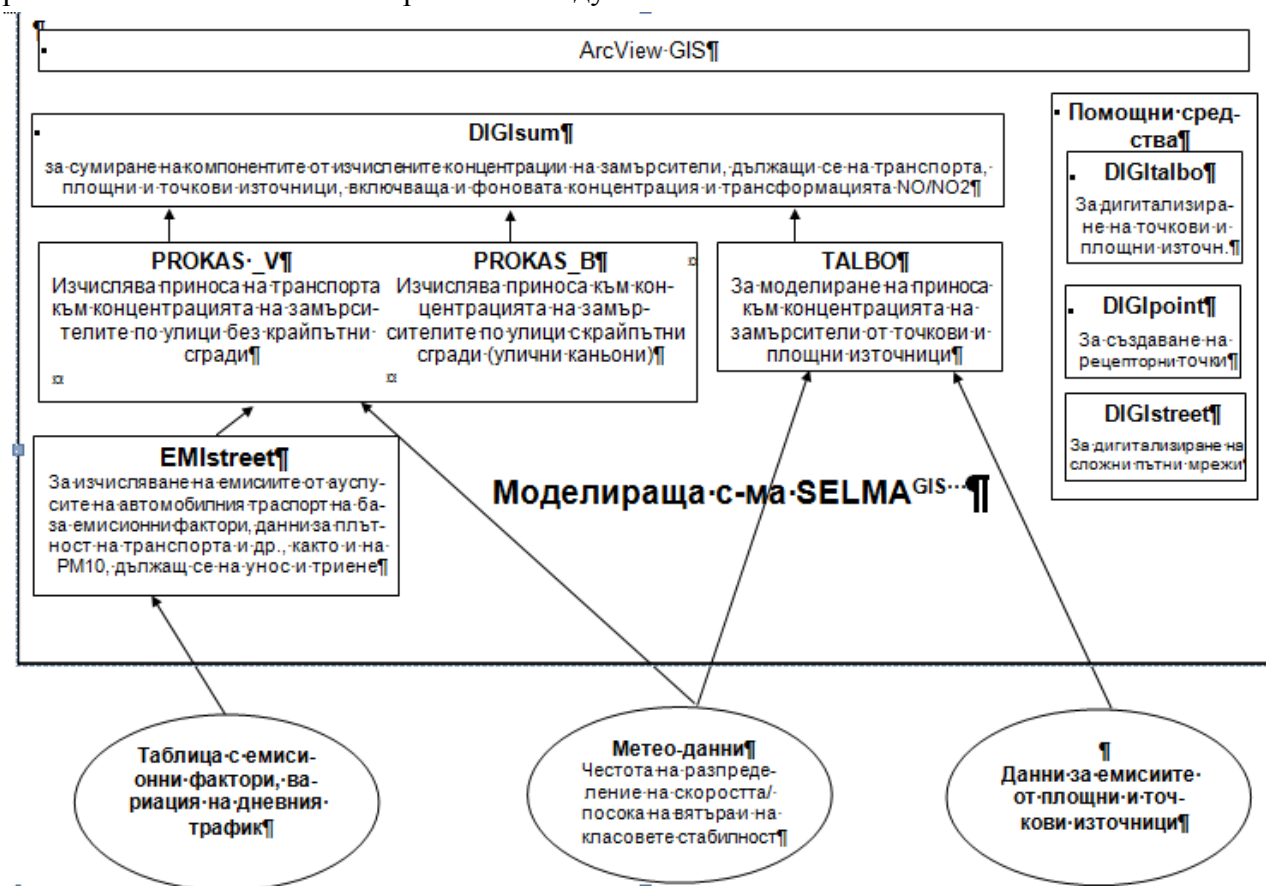 ArcView GIS¶
DIGIsum¶
за сумиране на компонентите от изчислените концентрации на замърсители, дължащи се на транспорта,
площни и точкови източници, включваща и фоновата концентрация и трансформацията NO/NO2¶
PROKAS _V¶
Изчислява приноса на транспорта
към концентрацията на замърси-
телите по улици без крайпътни
сгради¶
PROKAS_B¶
Изчислява приноса към кон-
центрацията на замър-
сителите по улици с крайпътни
сгради (улични каньони)¶
TALBO¶
За моделиране на приноса
към концентрацията на
замърсители от точкови и
площни източници¶
Помощни сред-
ства¶
DIGItalbo¶
За дигитализира-
не на точкови и
площни източн.¶
DIGIpoint¶
За създаване на
рецепторни точки¶
DIGIstreet¶
За дигитализиране на
сложни пътни мрежи
EMIstreet¶
За изчисляване на емисиите от ауспу-
сите на автомобилния траспорт на ба-
за емисионни фактори, данни за плът-
ност на транспорта и др., както и на
PM10, дължащ се на унос и триене¶
Моделираща с-ма SELMA GIS ¶
Таблица с емиси-
онни фактори, ва-
риация на дневния
трафик¶
Метео-данни¶
Честота на разпреде-
ление на скоростта/
посока на вятъра и на
класовете стабилност¶
¶
Данни за емисиите
от площни и точ-
кови източници¶